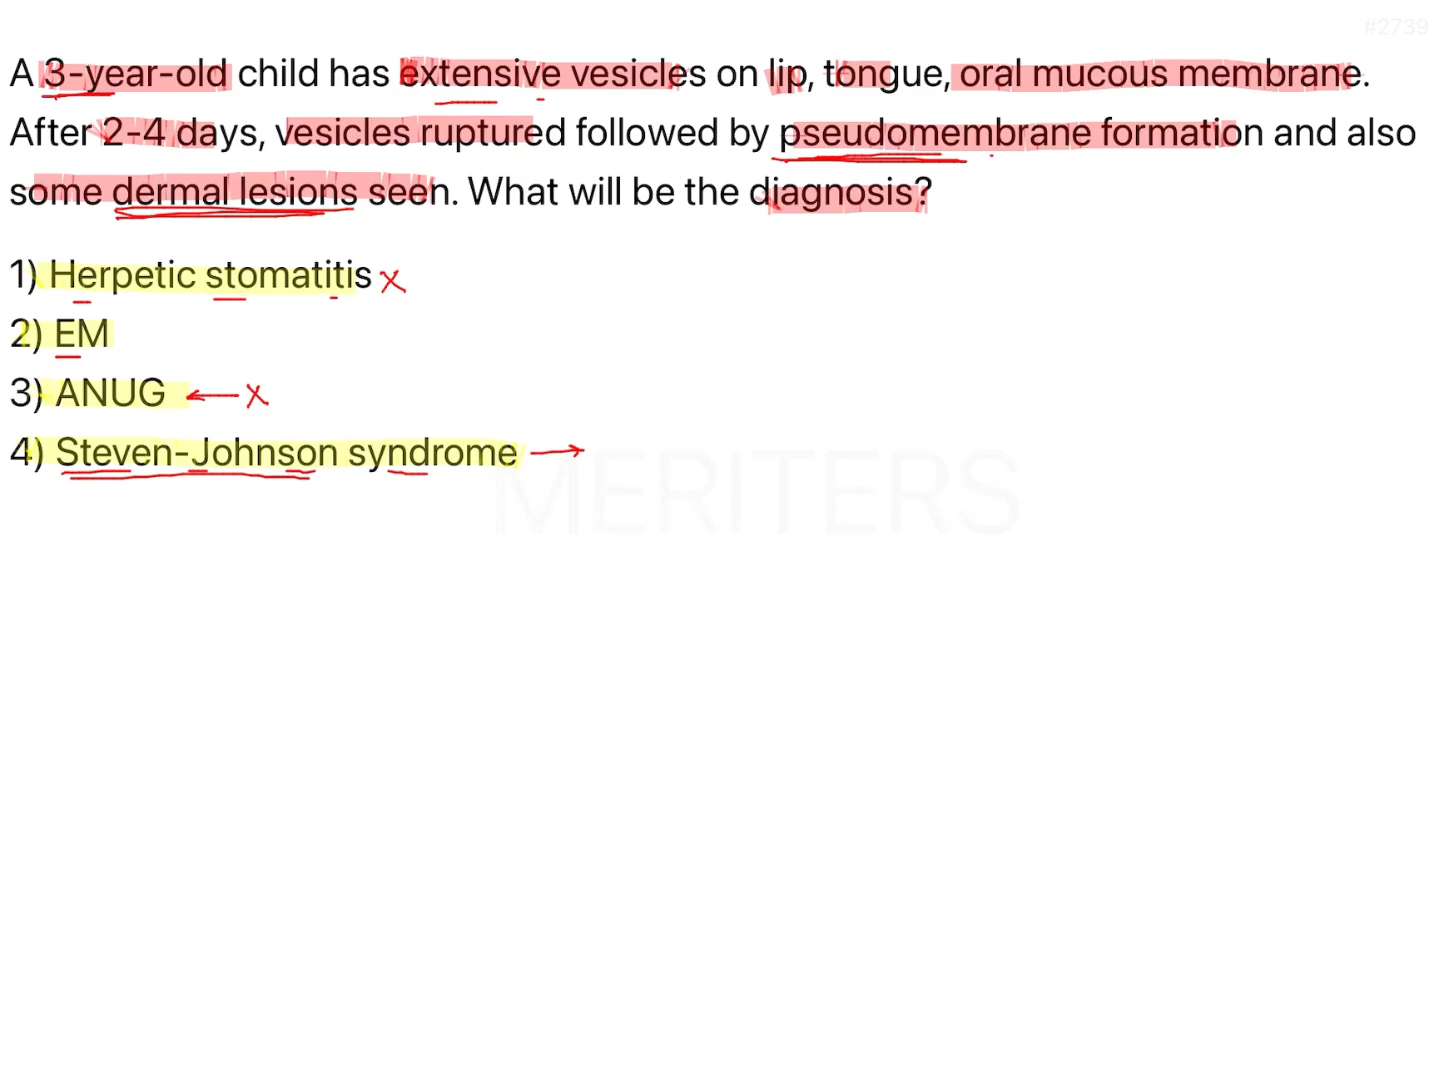 #2739
A 3-year-old child has extensive vesicles on lip, tongue, oral mucous membrane.
After 2-4 days, vesicles ruptured followed by pseudomembrane formation and also
some dermal lesions seen. What will be the diagnosis?
1) Herpetic stomatitis x
2) EM
3) ANUG ← x
4) Steven-Johnson syndrome →
MERITERS